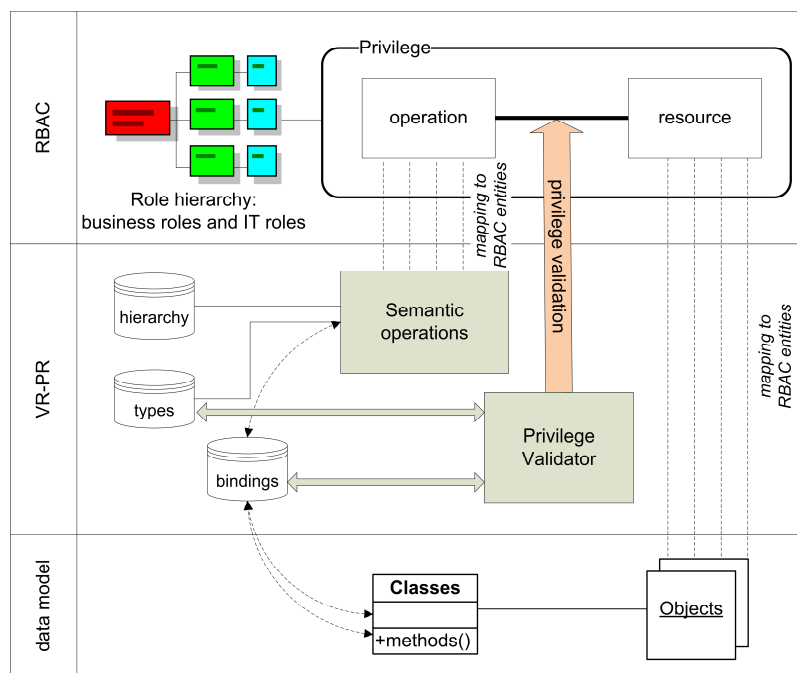 RBAC
Privilege
operation
resource
Role hierarchy:
business roles and IT roles
mapping to
RBAC entities
privilege validation
VR-PR
hierarchy
Semantic
operations
types
Privilege
Validator
bindings
mapping to
RBAC entities
data model
Classes
+methods()
Objects